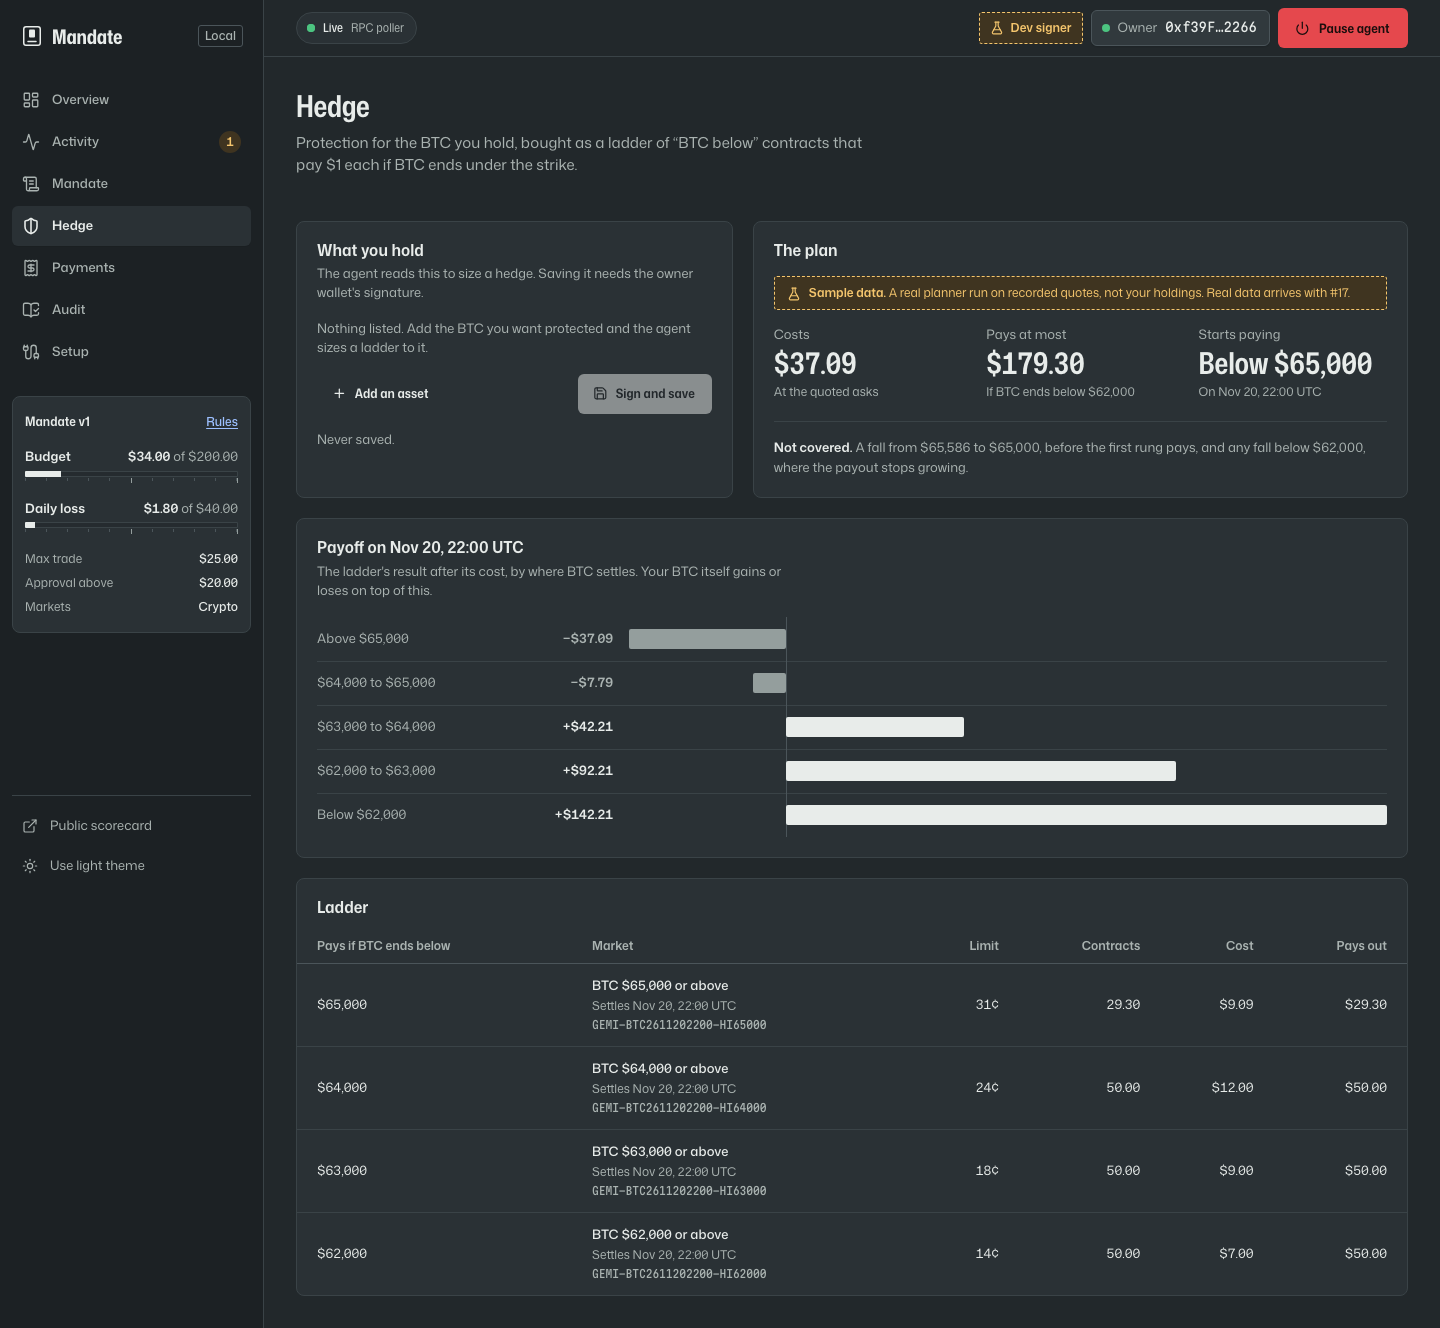 Mandate
Local
Overview
Activity 1
Mandate
Hedge
Payments
Audit
Setup
Mandate v1 Rules
Budget $34.00 of $200.00
Daily loss $1.80 of $40.00
Max trade $25.00
Approval above $20.00
Markets Crypto
Public scorecard
Use light theme
Live RPC poller
Dev signer
Owner 0xf39F…2266
Pause agent
Hedge
Protection for the BTC you hold, bought as a ladder of “BTC below” contracts that
pay $1 each if BTC ends under the strike.
What you hold
The agent reads this to size a hedge. Saving it needs the owner
wallet's signature.
Nothing listed. Add the BTC you want protected and the agent
sizes a ladder to it.
Add an asset
Sign and save
Never saved.
The plan
Sample data. A real planner run on recorded quotes, not your holdings. Real data arrives with #17.
Costs
$37.09
At the quoted asks
Pays at most
$179.30
If BTC ends below $62,000
Starts paying
Below $65,000
On Nov 20, 22:00 UTC
Not covered. A fall from $65,586 to $65,000, before the first rung pays, and any fall below $62,000,
where the payout stops growing.
Payoff on Nov 20, 22:00 UTC
The ladder's result after its cost, by where BTC settles. Your BTC itself gains or
loses on top of this.
Above $65,000 −$37.09
$64,000 to $65,000 −$7.79
$63,000 to $64,000 +$42.21
$62,000 to $63,000 +$92.21
Below $62,000 +$142.21
Ladder
Pays if BTC ends below Market Limit Contracts Cost Pays out
BTC $65,000 or above
$65,000 Settles Nov 20, 22:00 UTC 31¢ 29.30 $9.09 $29.30
GEMI-BTC2611202200-HI65000
BTC $64,000 or above
$64,000 Settles Nov 20, 22:00 UTC 24¢ 50.00 $12.00 $50.00
GEMI-BTC2611202200-HI64000
BTC $63,000 or above
$63,000 Settles Nov 20, 22:00 UTC 18¢ 50.00 $9.00 $50.00
GEMI-BTC2611202200-HI63000
BTC $62,000 or above
$62,000 Settles Nov 20, 22:00 UTC 14¢ 50.00 $7.00 $50.00
GEMI-BTC2611202200-HI62000